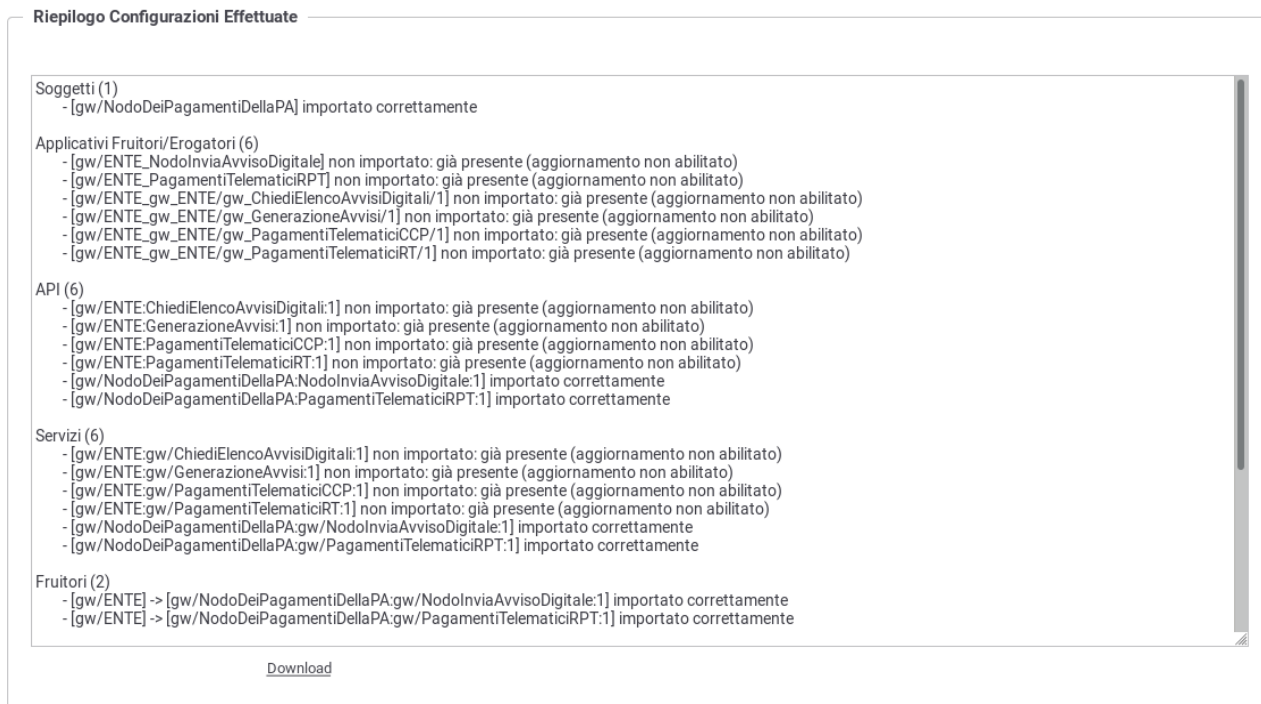 Riepilogo Configurazioni Effettuate
Soggetti (1)
- [gw/NodoDeiPagamentiDellaPA] importato correttamente
Applicativi Fruitori/Erogatori (6)
- [gw/ENTE_NodoInviaAvvisoDigitale] non importato: già presente (aggiornamento non abilitato)
- [gw/ENTE_PagamentiTelematiciRPT] non importato: già presente (aggiornamento non abilitato)
- [gw/ENTE_gw_ENTE/gw_ChiediElencoAvvisiDigitali/1] non importato: già presente (aggiornamento non abilitato)
- [gw/ENTE_gw_ENTE/gw_GenerazioneAvvisi/1] non importato: già presente (aggiornamento non abilitato)
- [gw/ENTE_gw_ENTE/gw_PagamentiTelematiciCCP/1] non importato: già presente (aggiornamento non abilitato)
- [gw/ENTE_gw_ENTE/gw_PagamentiTelematiciRT/1] non importato: già presente (aggiornamento non abilitato)
API (6)
- [gw/ENTE:ChiediElencoAvvisiDigitali:1] non importato: già presente (aggiornamento non abilitato)
- [gw/ENTE:GenerazioneAvvisi:1] non importato: già presente (aggiornamento non abilitato)
- [gw/ENTE:PagamentiTelematiciCCP:1] non importato: già presente (aggiornamento non abilitato)
- [gw/ENTE:PagamentiTelematiciRT:1] non importato: già presente (aggiornamento non abilitato)
- [gw/NodoDeiPagamentiDellaPA:NodoInviaAvvisoDigitale:1] importato correttamente
- [gw/NodoDeiPagamentiDellaPA:PagamentiTelematiciRPT:1] importato correttamente
Servizi (6)
- [gw/ENTE:gw/ChiediElencoAvvisiDigitali:1] non importato: già presente (aggiornamento non abilitato)
- [gw/ENTE:gw/GenerazioneAvvisi:1] non importato: già presente (aggiornamento non abilitato)
- [gw/ENTE:gw/PagamentiTelematiciCCP:1] non importato: già presente (aggiornamento non abilitato)
- [gw/ENTE:gw/PagamentiTelematiciRT:1] non importato: già presente (aggiornamento non abilitato)
- [gw/NodoDeiPagamentiDellaPA:gw/NodoInviaAvvisoDigitale:1] importato correttamente
- [gw/NodoDeiPagamentiDellaPA:gw/PagamentiTelematiciRPT:1] importato correttamente
Fruitori (2)
- [gw/ENTE] -> [gw/NodoDeiPagamentiDellaPA:gw/NodoInviaAvvisoDigitale:1] importato correttamente
- [gw/ENTE] -> [gw/NodoDeiPagamentiDellaPA:gw/PagamentiTelematiciRPT:1] importato correttamente
Download